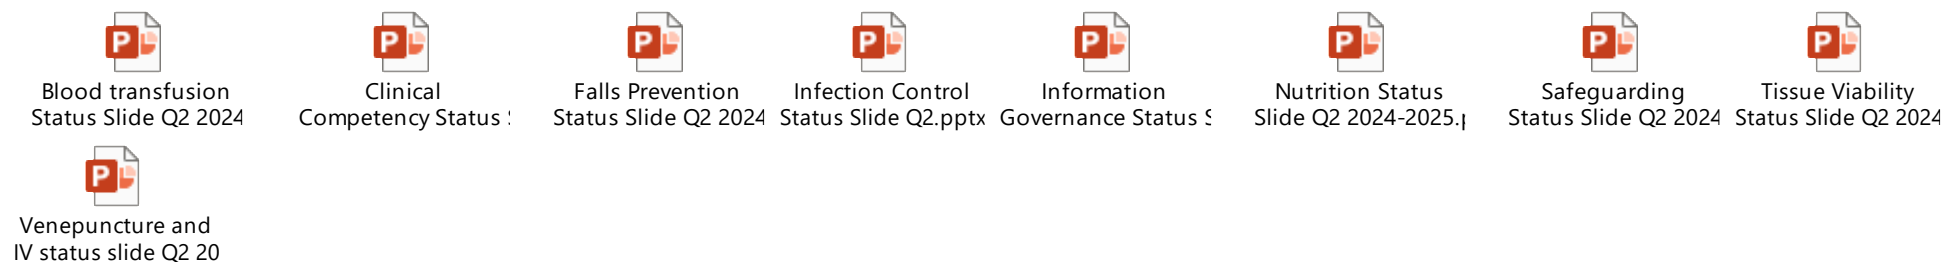 Blood transfusion
Status Slide Q2 2024
Clinical
Competency Status
Falls Prevention
Status Slide Q2 2024
Infection Control
Status Slide Q2.pptx
Information
Governance Status S
Nutrition Status
Slide Q2 2024-2025.p
Safeguarding
Status Slide Q2 2024
Tissue Viability
Status Slide Q2 2024
Venepuncture and
IV status slide Q2 20